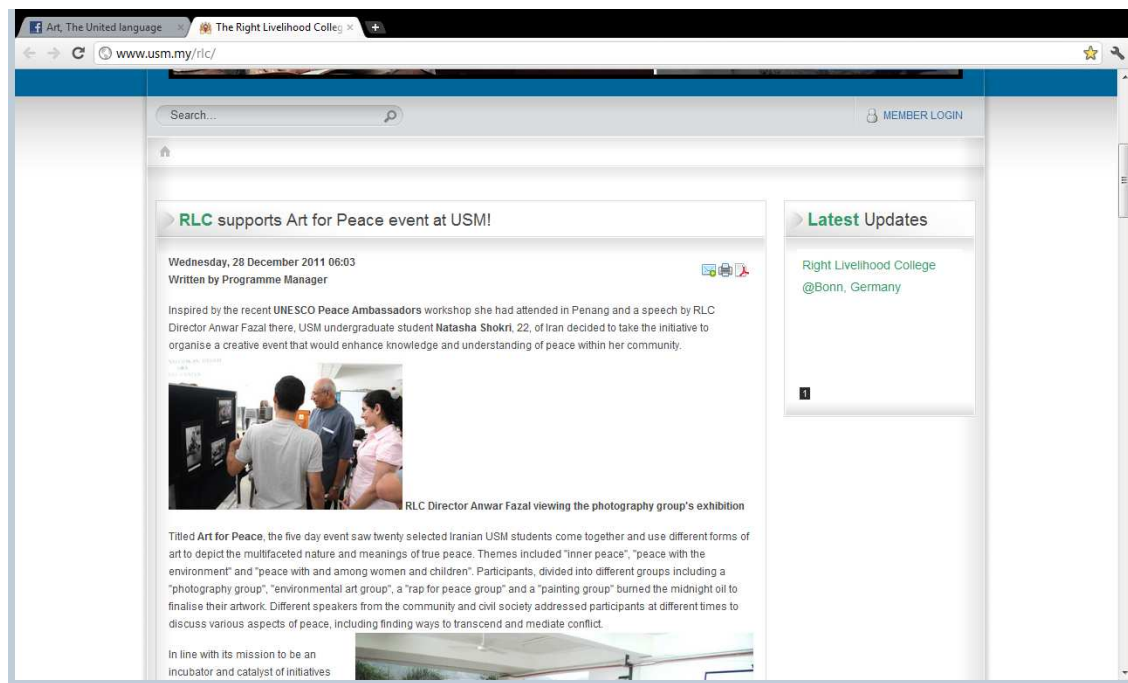 Art, The United language
The Right Livelihood Colleg
www.usm.my/rlc/
Search...
MEMBER LOGIN
RLC supports Art for Peace event at USM!
Wednesday, 28 December 2011 06:03
Written by Programme Manager
Inspired by the recent UNESCO Peace Ambassadors workshop she had attended in Penang and a speech by RLC
Director Anwar Fazal there, USM undergraduate student Natasha Shokri, 22, of Iran decided to take the initiative to
organise a creative event that would enhance knowledge and understanding of peace within her community.
RLC Director Anwar Fazal viewing the photography group's exhibition
Titled Art for Peace, the five day event saw twenty selected Iranian USM students come together and use different forms of
art to depict the multifaceted nature and meanings of true peace. Themes included "inner peace", "peace with the
environment" and "peace with and among women and children". Participants, divided into different groups including a
"photography group", "environmental art group", a "rap for peace group" and a "painting group" burned the midnight oil to
finalise their artwork. Different speakers from the community and civil society addressed participants at different times to
discuss various aspects of peace, including finding ways to transcend and mediate conflict.
In line with its mission to be an
incubator and catalyst of initiatives
Latest Updates
Right Livelihood College
@Bonn, Germany
1